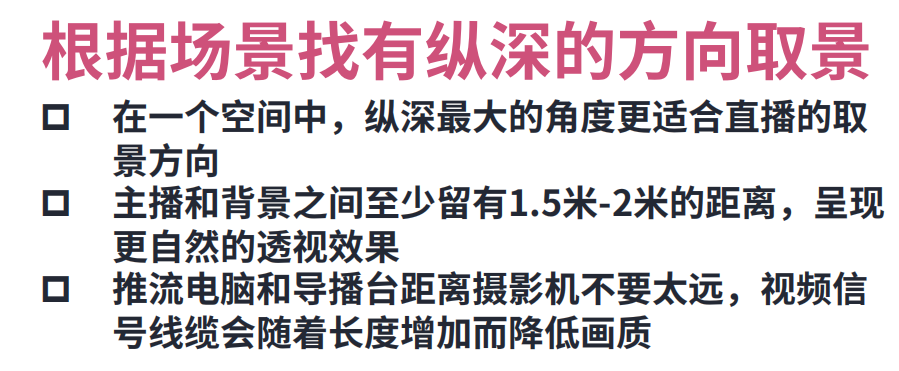 根据场景找有纵深的方向取景
在一个空间中，纵深最大的角度更适合直播的取
景方向
主播和背景之间至少留有1.5米-2米的距离，呈现
更自然的透视效果
推流电脑和导播台距离摄影机不要太远，视频信
号线缆会随着长度增加而降低画质